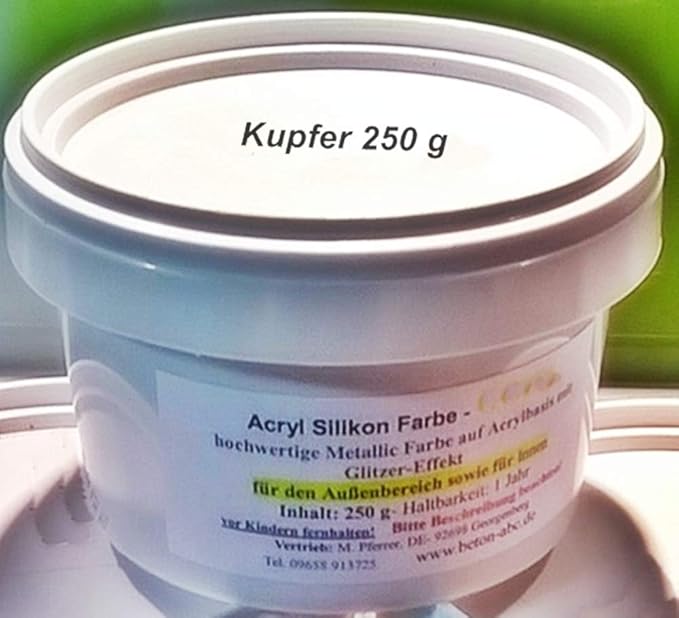 Kupfer 250 g
Acryl Silikon Farbe -
hochwertige Metallic Farbe auf Acrylbasis mit
Glitzer-Effekt
für den Außenbereich sowie für Innen
Inhalt: 250 g- Haltbarkeit: 1 Jahr
vor Kindern fernhalten! Bitte Beschreibung beachten!
Vertrieb: M. Pferrer, DE- 92698 Georgenberg
Tel. 09658 913725 www.beton-abc.de